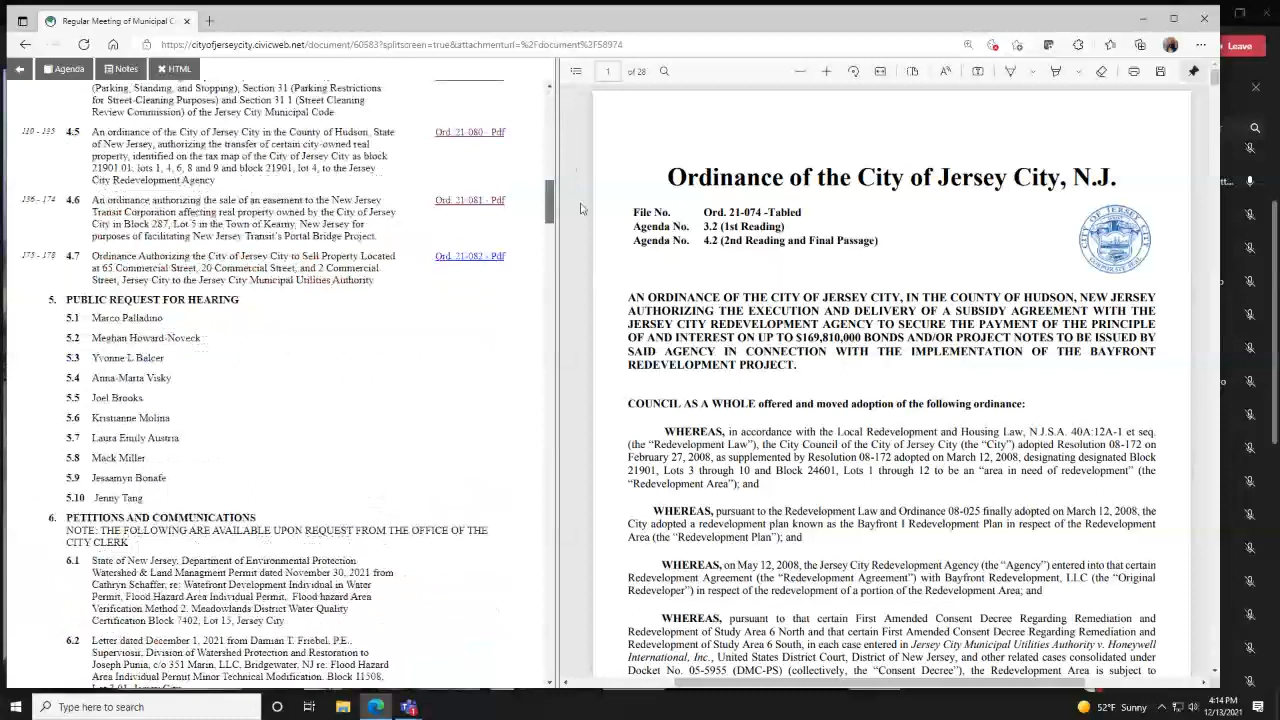 Regular Meeting of Municipal C
https://cityofjerseycity.civicweb.net/document/60583?splitscreen=true&attachmenturl=%2Fdocument%2F58974
Leave
Agenda
Notes
HTML
1 of 28
(Parking, Standing, and Stopping), Section 31 (Parking Restrictions
for Street-Cleaning Purposes) and Section 31 1 (Street Cleaning
Review Commission) of the Jersey City Municipal Code
110 - 135 4.5 An ordinance of the City of Jersey City in the County of Hudson, State Ord. 21-080 - Pdf
of New Jersey, authorizing the transfer of certain city-owned real
property, identified on the tax map of the City of Jersey City as block
21901.01. lots 1, 4, 6, 8 and 9 and block 21901, lot 4, to the Jersey
City Redevelopment Agency
136 - 174 4.6 An ordinance authorizing the sale of an easement to the New Jersey Ord. 21-081 - Pdf
Transit Corporation affecting real property owned by the City of Jersey
City in Block 287, Lot 5 in the Town of Kearny, New Jersey for
purposes of facilitating New Jersey Transit's Portal Bridge Project.
175 - 178 4.7 Ordinance Authorizing the City of Jersey City to Sell Property Located Ord. 21-082 - Pdf
at 65 Commercial Street, 20 Commercial Street, and 2 Commercial
Street, Jersey City to the Jersey City Municipal Utilities Authority
5. PUBLIC REQUEST FOR HEARING
5.1 Marco Palladino
5.2 Meghan Howard-Noveck
5.3 Yvonne L Balcer
5.4 Anna-Marta Visky
5.5 Joel Brooks
5.6 Kristianne Molina
5.7 Laura Emily Austria
5.8 Mack Miller
5.9 Jessamyn Bonafe
5.10 Jenny Tang
6. PETITIONS AND COMMUNICATIONS
NOTE: THE FOLLOWING ARE AVAILABLE UPON REQUEST FROM THE OFFICE OF THE
CITY CLERK
6.1 State of New Jersey, Department of Environmental Protection
Watershed & Land Managment Permit dated November 30, 2021 from
Cathryn Schaffer, re: Watefront Development Individual in Water
Permit, Flood Hazard Area Individual Permit, Flood hazard Area
Verification Method 2. Meadowlands District Water Quality
Certification Block 7402, Lot 15, Jersey City
6.2 Letter dated December 1, 2021 from Damian T. Friebel, P.E..
Supervisor, Division of Watershed Protection and Restoration to
Joseph Punia, c/o 351 Marin, LLC, Bridgewater, NJ re: Flood Hazard
Area Individual Permit Minor Technical Modification. Block 11508,
Ordinance of the City of Jersey City, N.J.
File No. Ord. 21-074 -Tabled
Agenda No. 3.2 (1st Reading)
Agenda No. 4.2 (2nd Reading and Final Passage)
AN ORDINANCE OF THE CITY OF JERSEY CITY, IN THE COUNTY OF HUDSON, NEW JERSEY
AUTHORIZING THE EXECUTION AND DELIVERY OF A SUBSIDY AGREEMENT WITH THE
JERSEY CITY REDEVELOPMENT AGENCY TO SECURE THE PAYMENT OF THE PRINCIPLE
OF AND INTEREST ON UP TO $169,810,000 BONDS AND/OR PROJECT NOTES TO BE ISSUED BY
SAID AGENCY IN CONNECTION WITH THE IMPLEMENTATION OF THE BAYFRONT
REDEVELOPMENT PROJECT.
COUNCIL AS A WHOLE offered and moved adoption of the following ordinance:
WHEREAS, in accordance with the Local Redevelopment and Housing Law, N.J.S.A. 40A:12A-1 et seq.
(the “Redevelopment Law”), the City Council of the City of Jersey City (the “City”) adopted Resolution 08-172 on
February 27, 2008, as supplemented by Resolution 08-172 adopted on March 12, 2008, designating designated Block
21901, Lots 3 through 10 and Block 24601, Lots 1 through 12 to be an “area in need of redevelopment” (the
“Redevelopment Area”); and
WHEREAS, pursuant to the Redevelopment Law and Ordinance 08-025 finally adopted on March 12, 2008, the
City adopted a redevelopment plan known as the Bayfront I Redevelopment Plan in respect of the Redevelopment
Area (the “Redevelopment Plan”); and
WHEREAS, on May 12, 2008, the Jersey City Redevelopment Agency (the “Agency”) entered into that certain
Redevelopment Agreement (the “Redevelopment Agreement”) with Bayfront Redevelopment, LLC (the “Original
Redeveloper”) in respect of the redevelopment of a portion of the Redevelopment Area; and
WHEREAS, pursuant to that certain First Amended Consent Decree Regarding Remediation and
Redevelopment of Study Area 6 North and that certain First Amended Consent Decree Regarding Remediation and
Redevelopment of Study Area 6 South, in each case entered in Jersey City Municipal Utilities Authority v. Honeywell
International, Inc., United States District Court, District of New Jersey, and other related cases consolidated under
Docket No. 05-5955 (DMC-PS) (collectively, the “Consent Decree”), the Redevelopment Area is subject to
Type here to search
52°F Sunny
4:14 PM
12/13/2021